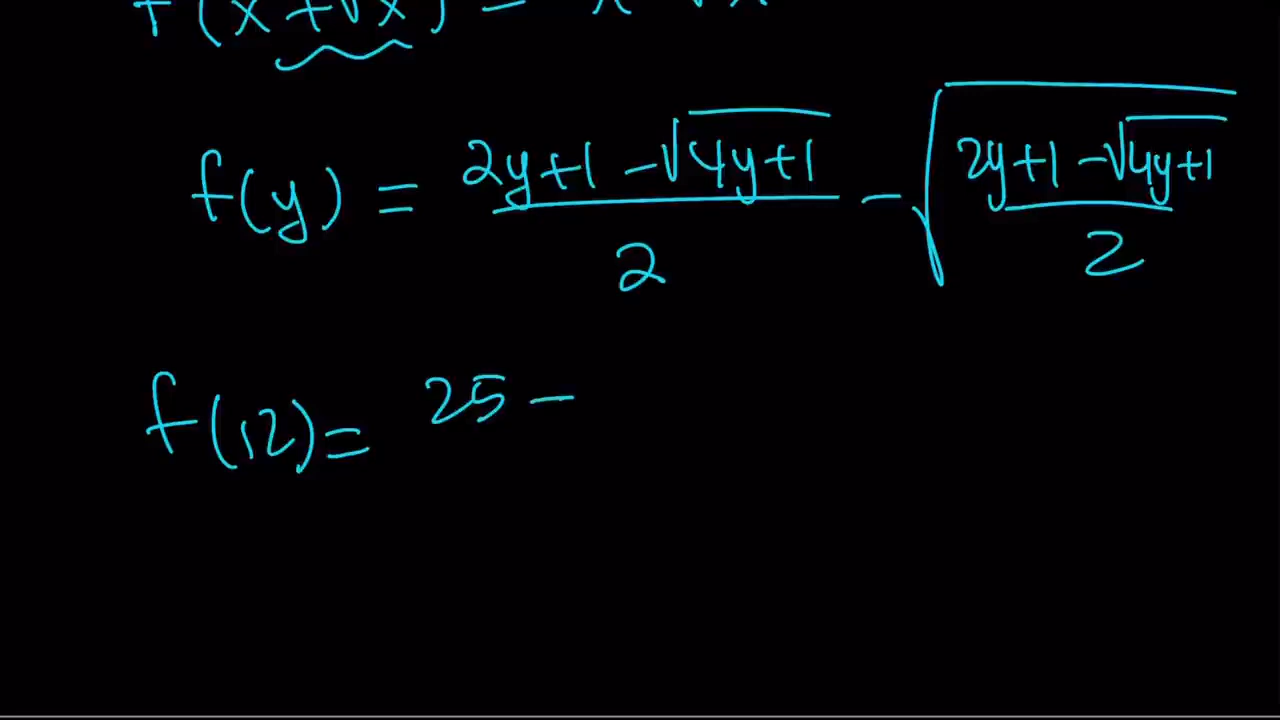 f(x+√x) = x-√x
f(y) = (2y+1-√(4y+1))/2 - √((2y+1-√(4y+1))/2)
f(12) = 25 -